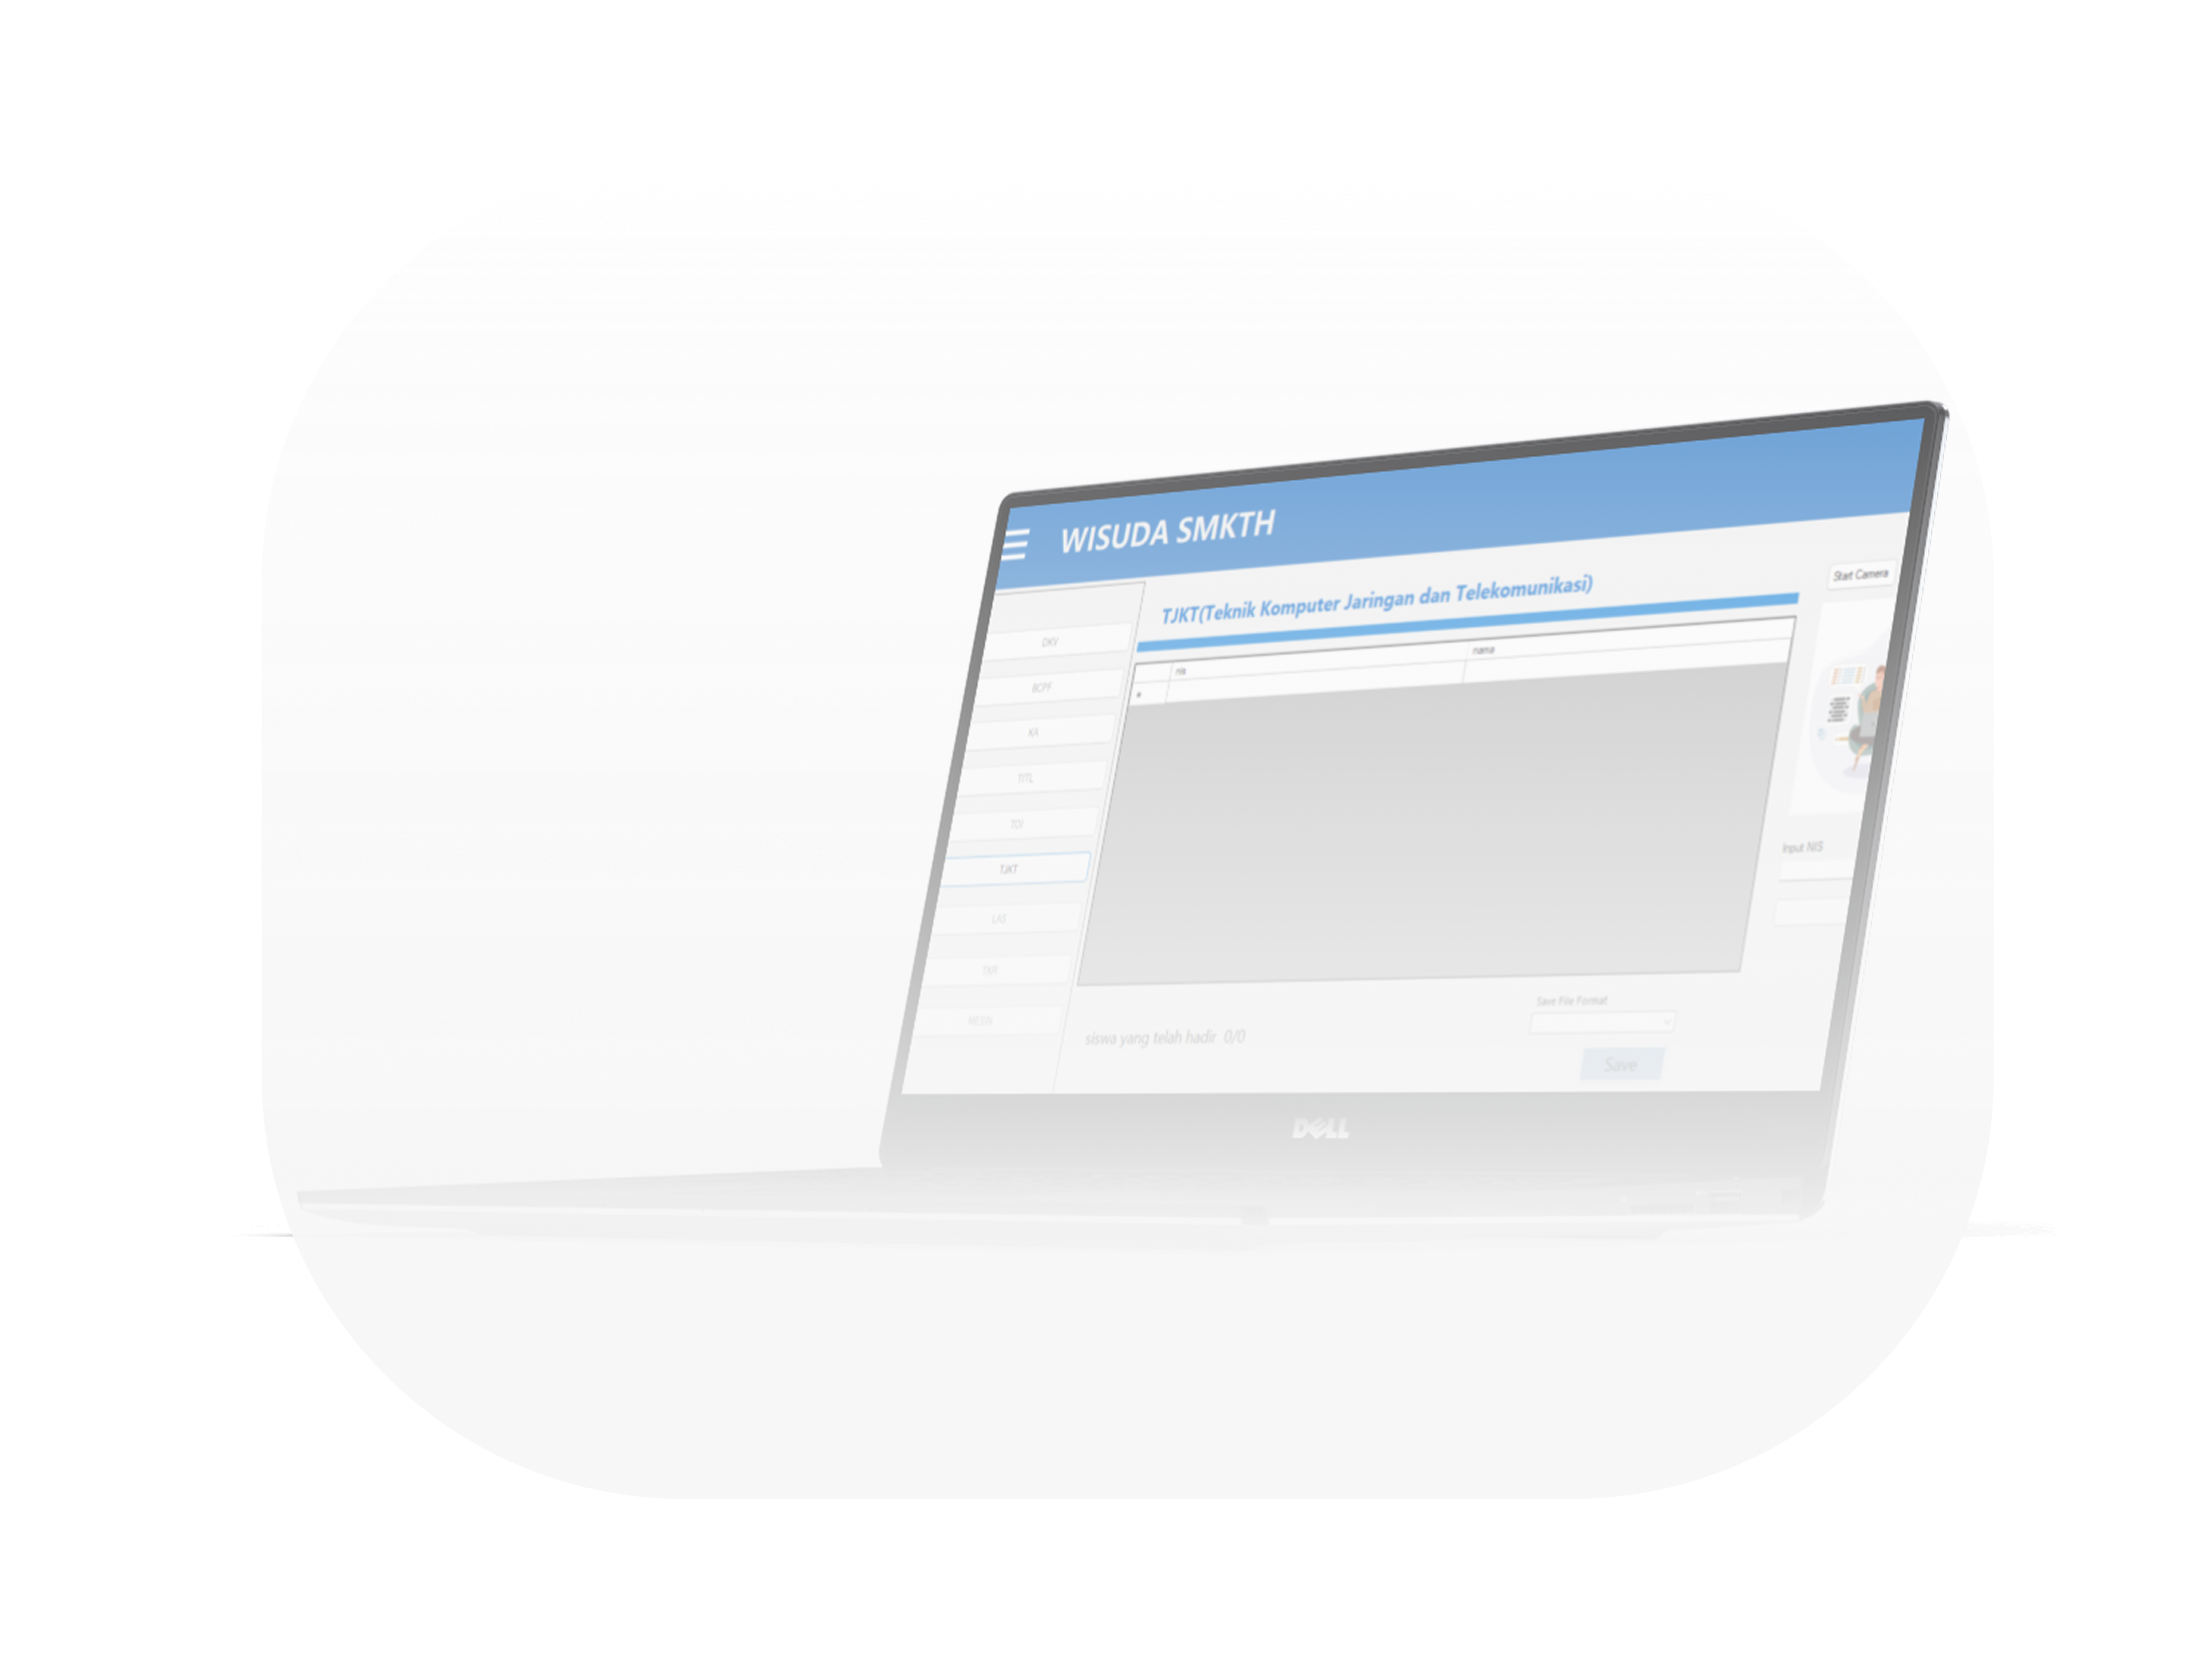 WISUDA SMKTH
Start Camera
TJKT(Teknik Komputer Jaringan dan Telekomunikasi)
nis
nama
DKV
BCPF
KA
TITL
TOI
TJKT
LAS
TKR
MESIN
Input NIS
Save File Format
siswa yang telah hadir 0/0
Save
DELL